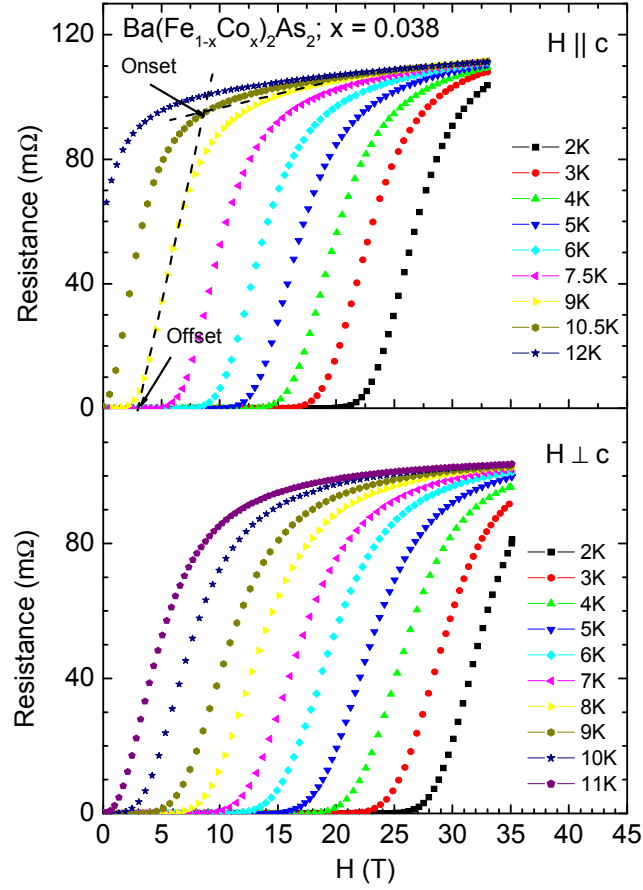 Ba(Fe₁₋ₓCoₓ)₂As₂; x = 0.038
H || c
Onset
Offset
2K
3K
4K
5K
6K
7.5K
9K
10.5K
12K
120
80
40
0
Resistance (mΩ)
H ⊥ c
2K
3K
4K
5K
6K
7K
8K
9K
10K
11K
80
40
0
Resistance (mΩ)
0 5 10 15 20 25 30 35 40 45
H (T)